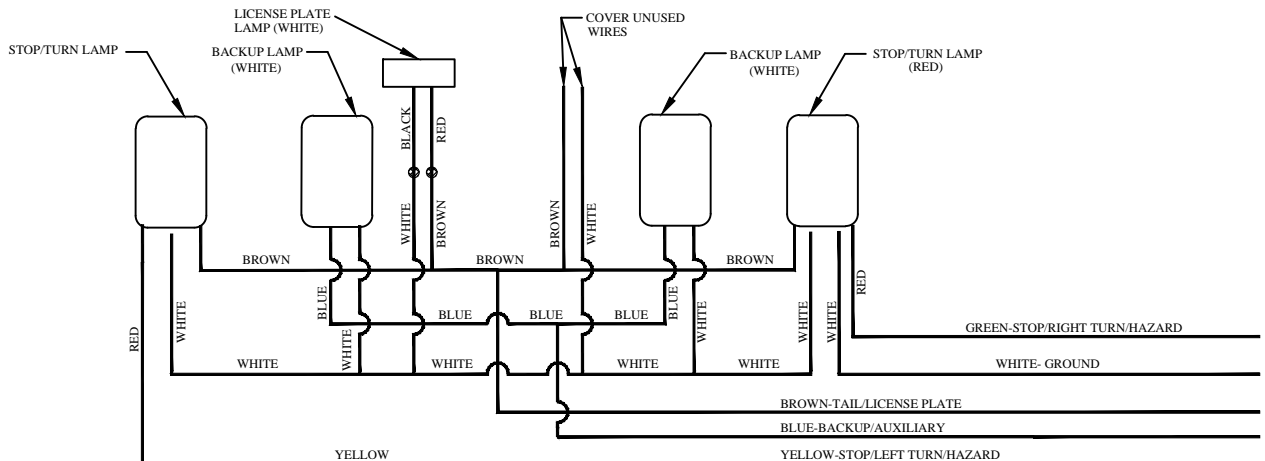 LICENSE PLATE
LAMP (WHITE)
COVER UNUSED
WIRES
STOP/TURN LAMP
BACKUP LAMP
(WHITE)
BACKUP LAMP
(WHITE)
STOP/TURN LAMP
(RED)
BLACK
RED
WHITE
BROWN
BROWN
WHITE
BROWN
BROWN
BROWN
RED
WHITE
BLUE
WHITE
BLUE
BLUE
BLUE
BLUE
WHITE
WHITE
WHITE
RED
GREEN-STOP/RIGHT TURN/HAZARD
WHITE
WHITE
WHITE
WHITE
WHITE- GROUND
BROWN-TAIL/LICENSE PLATE
BLUE-BACKUP/AUXILIARY
YELLOW
YELLOW-STOP/LEFT TURN/HAZARD